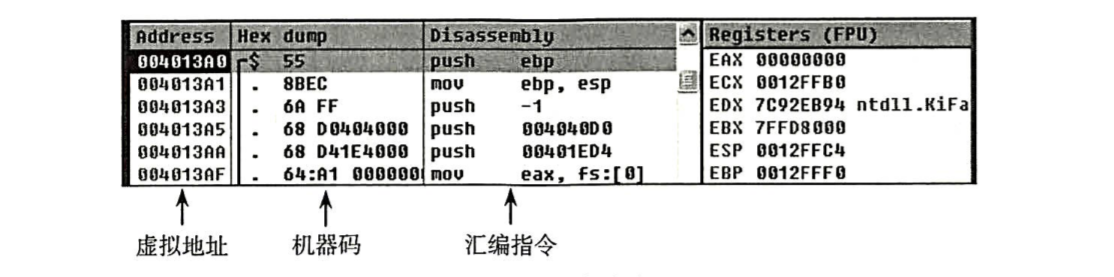 Address Hex dump Disassembly Registers (FPU)
004013A0 $ 55 push ebp EAX 00000000
004013A1 . 8BEC mov ebp, esp ECX 0012FFB0
004013A3 . 6A FF push -1 EDX 7C92EB94 ntdll.KiFa
004013A5 . 68 D0404000 push 004040D0 EBX 7FFD8000
004013AA . 68 D41E4000 push 00401ED4 ESP 0012FFC4
004013AF . 64:A1 000000 mov eax, fs:[0] EBP 0012FFF0
虚拟地址 机器码 汇编指令